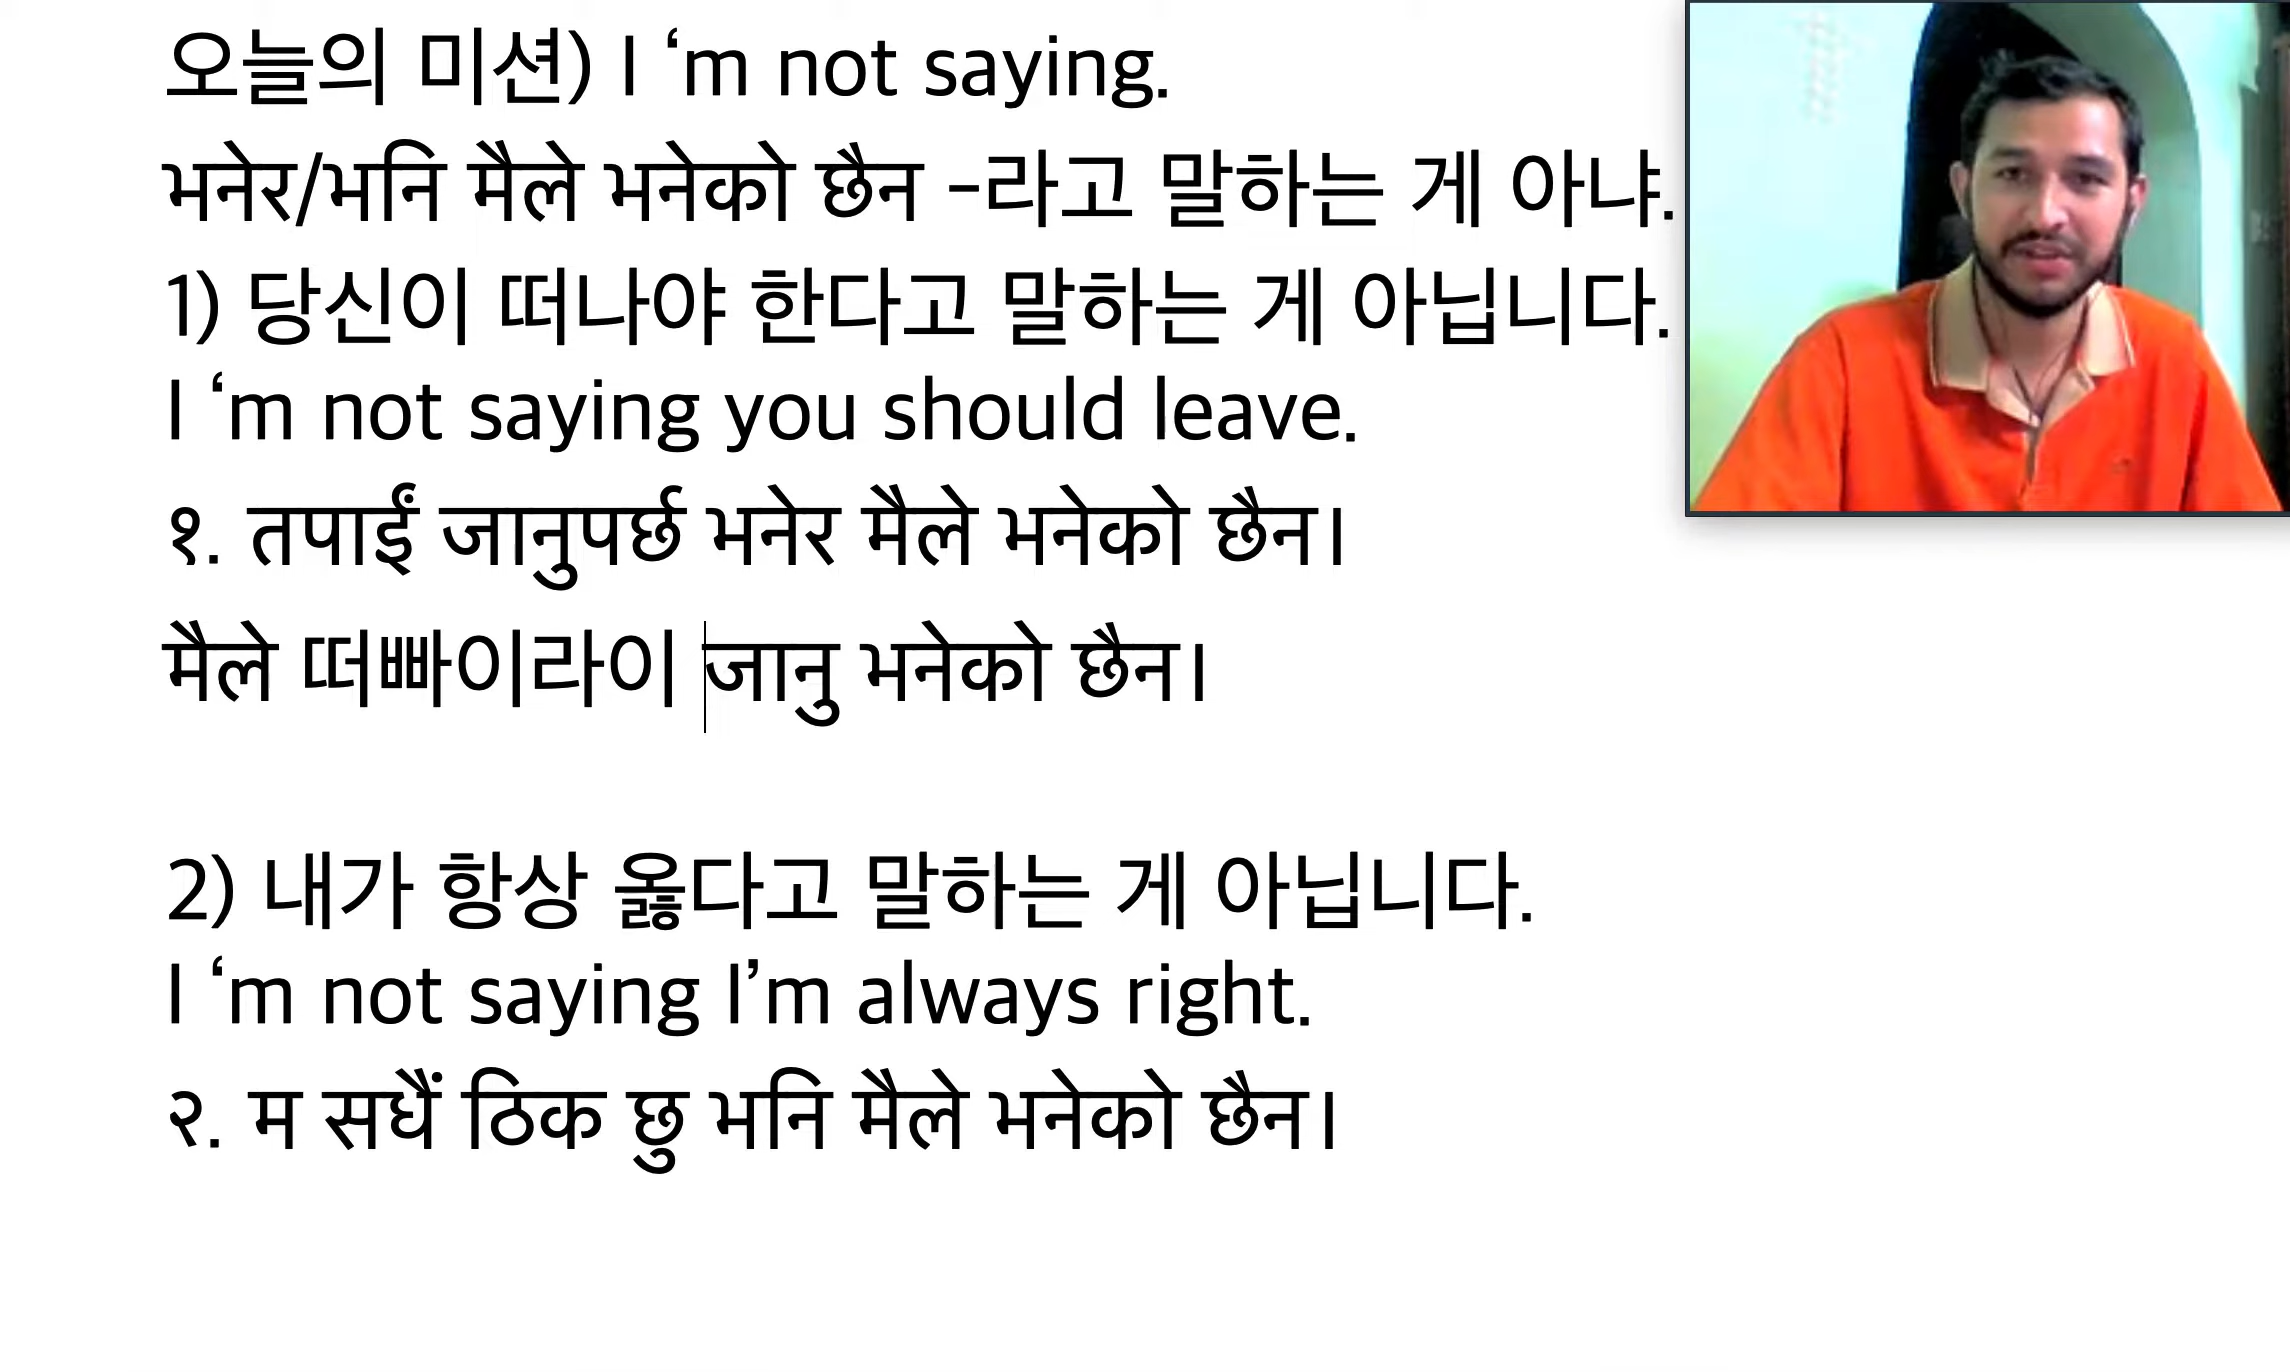 오늘의 미션) I ‘m not saying.
भनेर/भनि मैले भनेको छैन -라고 말하는 게 아냐.
1) 당신이 떠나야 한다고 말하는 게 아닙니다.
I ‘m not saying you should leave.
१. तपाईं जानुपर्छ भनेर मैले भनेको छैन।
मैले 떠빠이라이 जानु भनेको छैन।
2) 내가 항상 옳다고 말하는 게 아닙니다.
I ‘m not saying I’m always right.
२. म सधैं ठिक छु भनि मैले भनेको छैन।